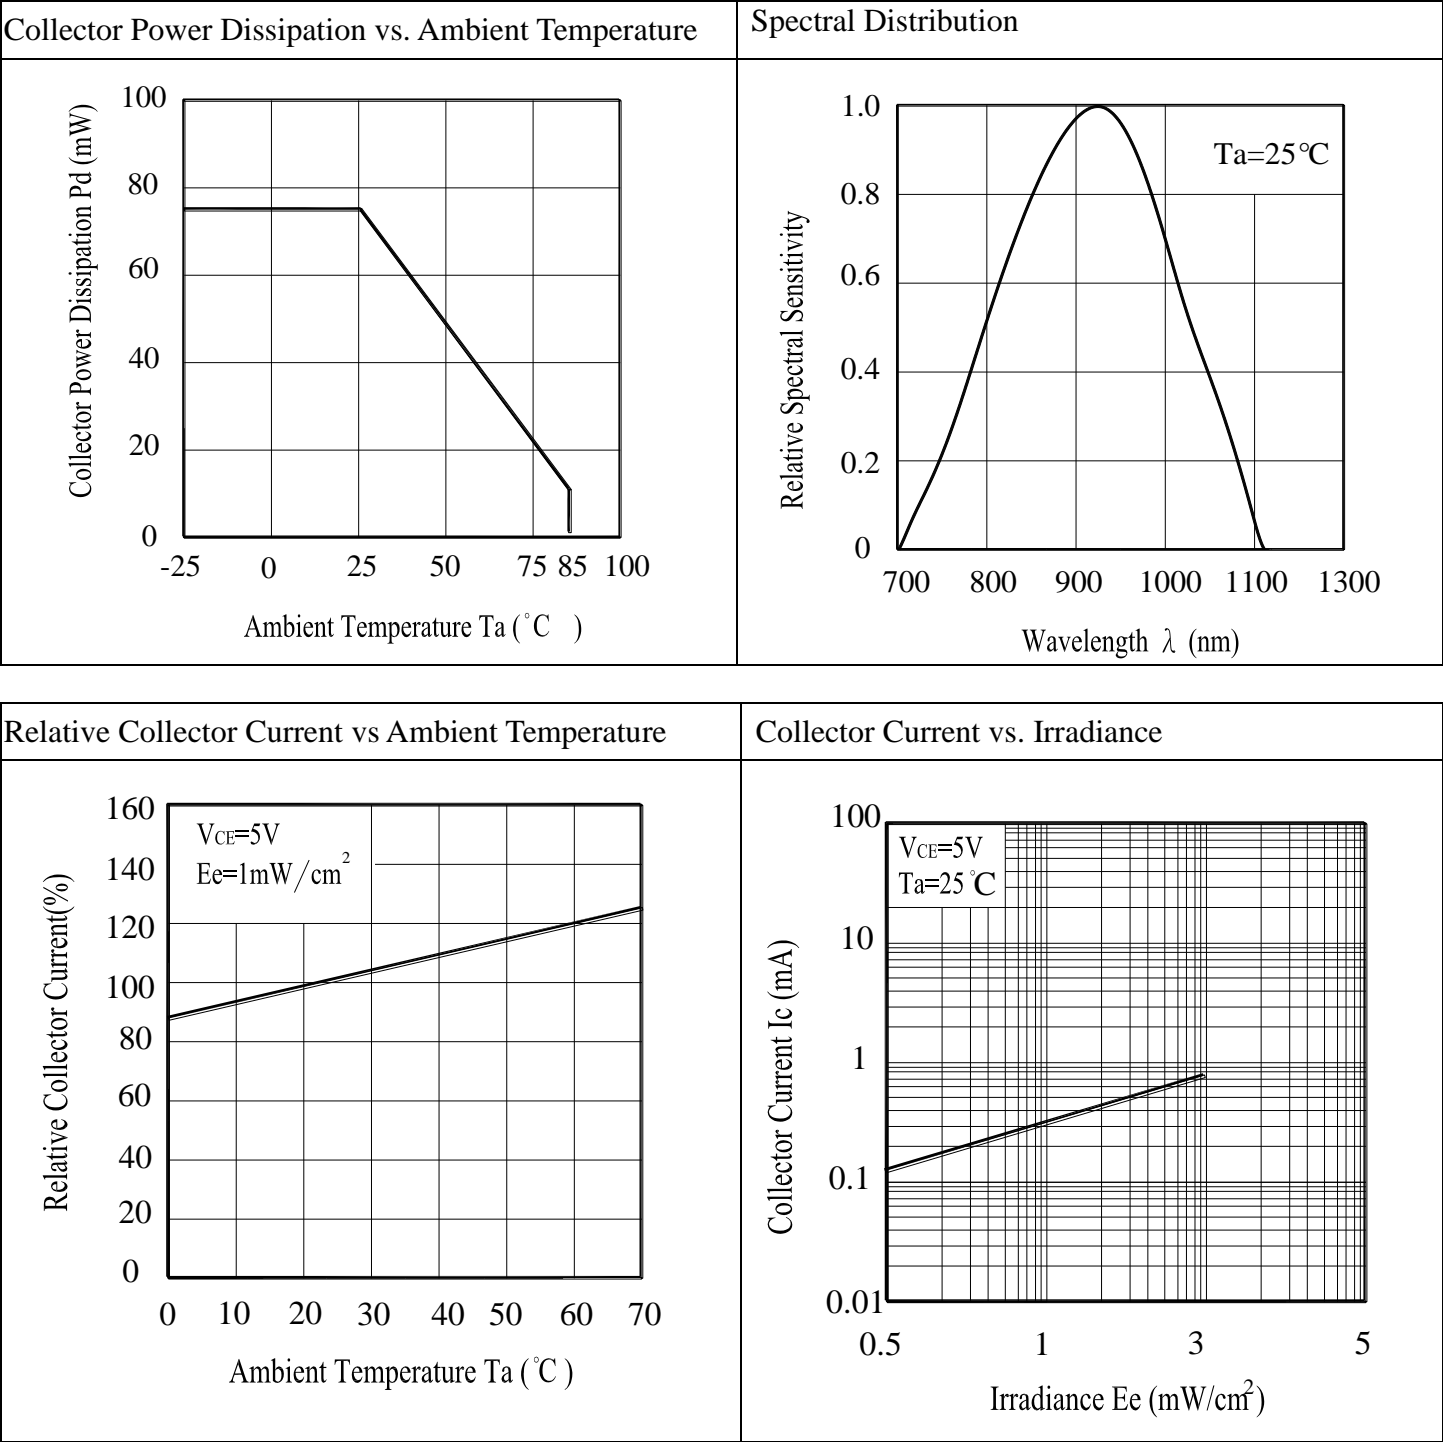 Collector Power Dissipation vs. Ambient Temperature
Collector Power Dissipation Pd (mW)
100
80
60
40
20
0
-25 0 25 50 75 85 100
Ambient Temperature Ta (°C )
Spectral Distribution
Relative Spectral Sensitivity
1.0
Ta=25°C
0.8
0.6
0.4
0.2
0
700 800 900 1000 1100 1300
Wavelength λ (nm)
Relative Collector Current vs Ambient Temperature
Relative Collector Current(%)
160
VCE=5V
Ee=1mW/cm²
140
120
100
80
60
40
20
0
0 10 20 30 40 50 60 70
Ambient Temperature Ta (°C )
Collector Current vs. Irradiance
Collector Current Ic (mA)
100
VCE=5V
Ta=25°C
10
1
0.1
0.01
0.5 1 3 5
Irradiance Ee (mW/cm²)